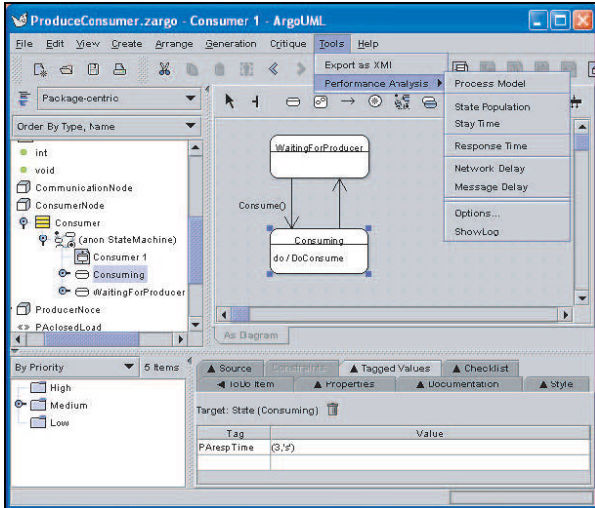 ProduceConsumer.zargo - Consumer 1 - ArgoUML
File Edit View Create Arrange Generation Critique Tools Help
Export as XMI
Performance Analysis
Process Model
State Population
Stay Time
Response Time
Network Delay
Message Delay
Options...
ShowLog
Package-centric
Order By Type, Name
int
void
CommunicationNode
ConsumerNode
Consumer
(anon StateMachine)
Consumer 1
Consuming
WaitingForProducer
ProducerNoce
<> PAclosedLoad
WaitingForProducer
Consume()
Consuming
do / DoConsume
As Diagram
By Priority 5 Items
High
Medium
Low
Source Constraints Tagged Values Checklist
ToDo Item Properties Documentation Style
Target: State (Consuming)
Tag Value
PArespTime (3,'s')